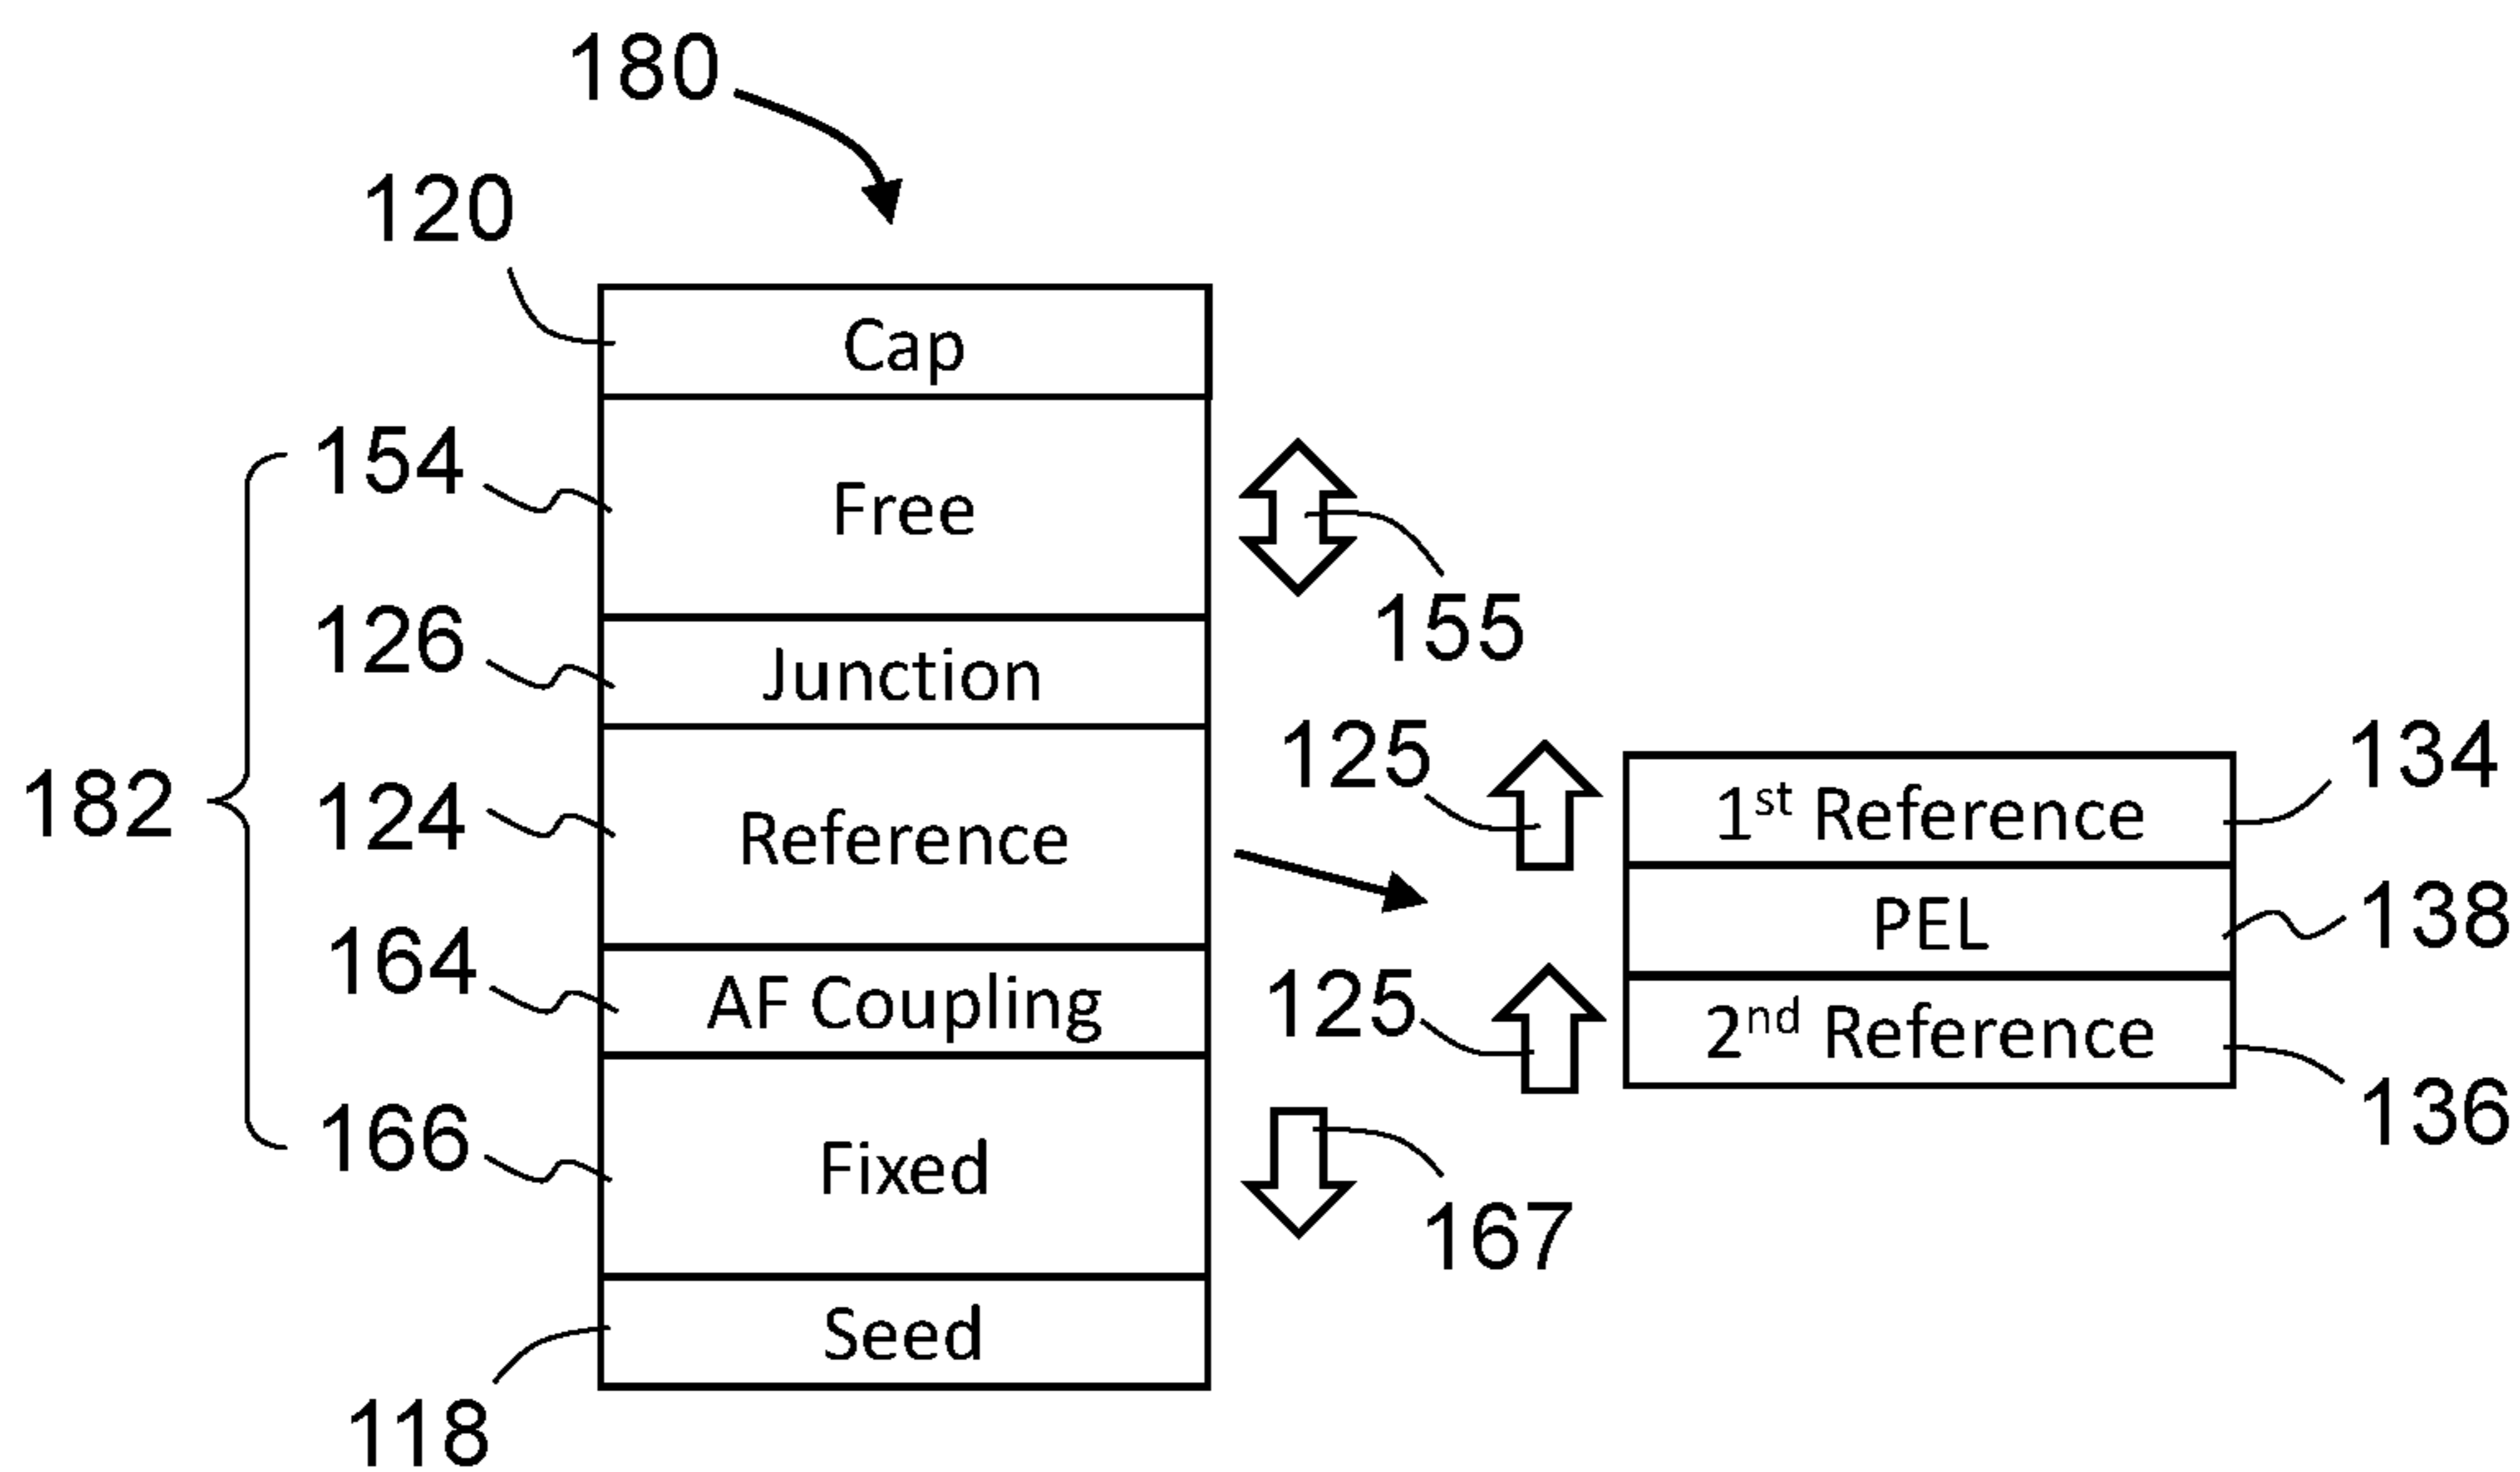 180
120
Cap
154
Free
155
126
Junction
125
134
1st Reference
182
124
Reference
138
PEL
164
AF Coupling
125
2nd Reference
136
166
Fixed
167
Seed
118